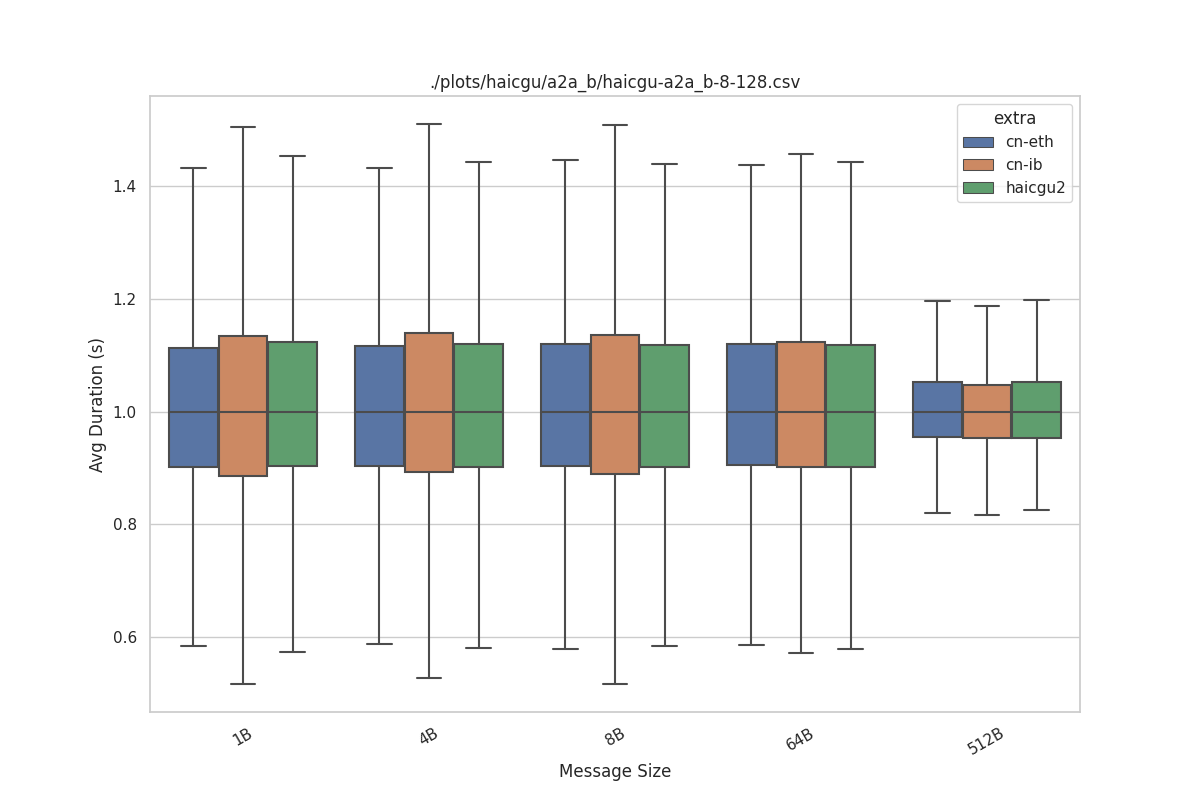 ./plots/haicgu/a2a_b/haicgu-a2a_b-8-128.csv
extra
cn-eth
cn-ib
haicgu2
Avg Duration (s)
1.4
1.2
1.0
0.8
0.6
1B
4B
8B
64B
512B
Message Size